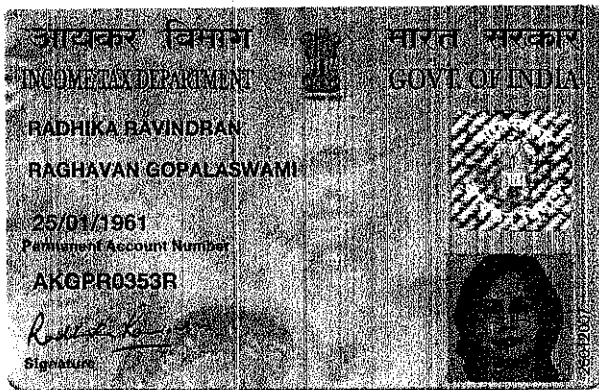 आयकर विभाग
भारत सरकार
INCOME TAX DEPARTMENT
GOVT. OF INDIA
RADHIKA RAVINDRAN
RAGHAVAN GOPALASWAMI
25/01/1961
Permanent Account Number
AKGPR0353R
Signature